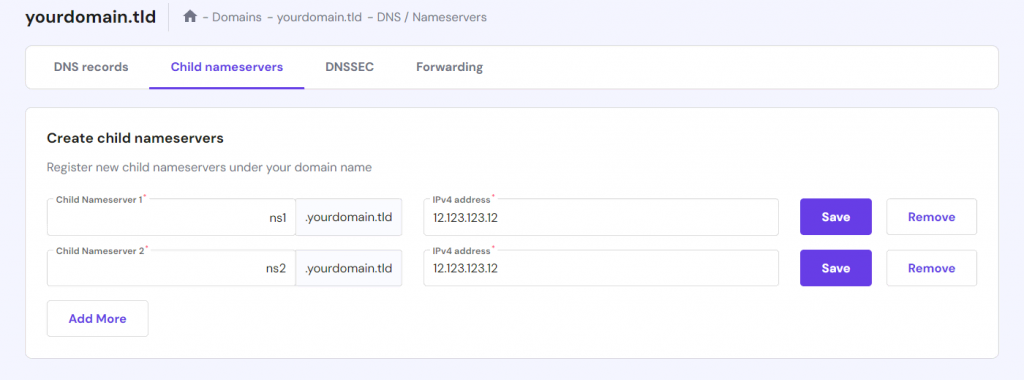 yourdomain.tld - Domains - yourdomain.tld - DNS / Nameservers
DNS records Child nameservers DNSSEC Forwarding
Create child nameservers
Register new child nameservers under your domain name
Child Nameserver 1* IPv4 address*
ns1 .yourdomain.tld 12.123.123.12 Save Remove
Child Nameserver 2* IPv4 address*
ns2 .yourdomain.tld 12.123.123.12 Save Remove
Add More